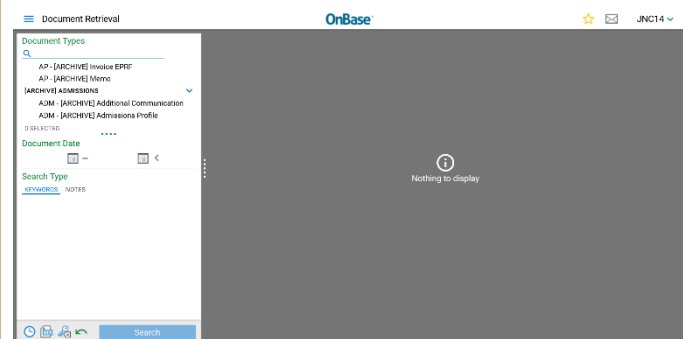 Document Retrieval
OnBase
JNC14
Document Types
AP - [ARCHIVE] Invoice EPRF
AP - [ARCHIVE] Memo
[ARCHIVE] ADMISSIONS
ADM - [ARCHIVE] Additional Communication
ADM - [ARCHIVE] Admissions Profile
0 SELECTED
Document Date
–
Search Type
KEYWORDS NOTES
Nothing to display
Search